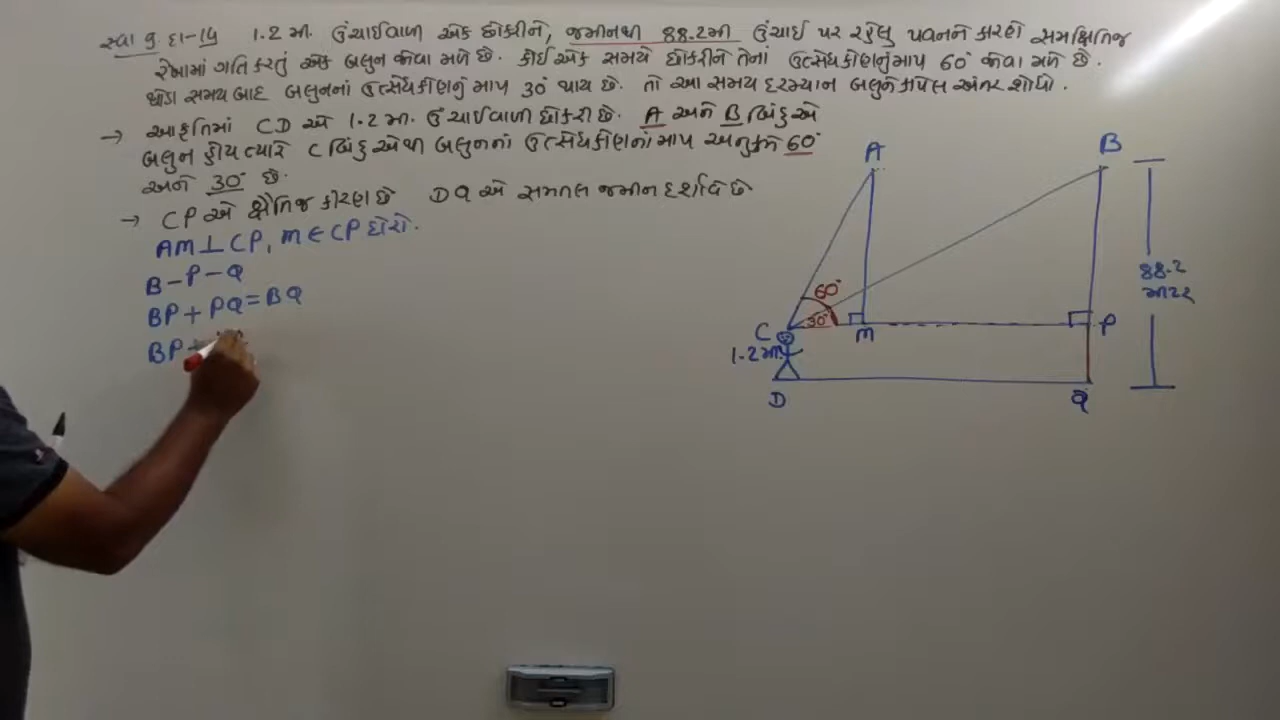 સ્વા 9 દા-14 1.2 મી. ઉંચાઈવાળી એક છોકરીને, જમીનથી 88.2મી ઉંચાઈ પર રહેલુ પવનને કારણે સમક્ષિતિજ
રેખામાં ગતિ કરતું એક બલુન જોવા મળે છે. કોઈ એક સમયે છોકરીને તેનાં ઉત્સેધકોણનું માપ 60° જોવા મળે છે.
થોડા સમય બાદ બલુનનાં ઉત્સેધકોણનું માપ 30° થાય છે. તો આ સમય દરમ્યાન બલુને કાપેલ અંતર શોધો.
→ આકૃતિમાં CD એ 1.2 મી. ઉંચાઈવાળી છોકરી છે. A અને B બિંદુએ
બલુન હોય ત્યારે C બિંદુએથી બલુનનાં ઉત્સેધકોણનાં માપ અનુક્રમે 60°
અને 30° છે.
→ CP એ ક્ષૈતિજ કીરણ છે DQ એ સમતલ જમીન દર્શાવે છે
AM ⊥ CP, M ∈ CP દોરો.
B - P - Q
BP + PQ = BQ
BP +
A
B
60°
30°
C
M
P
1.2મી.
D
Q
88.2
મીટર